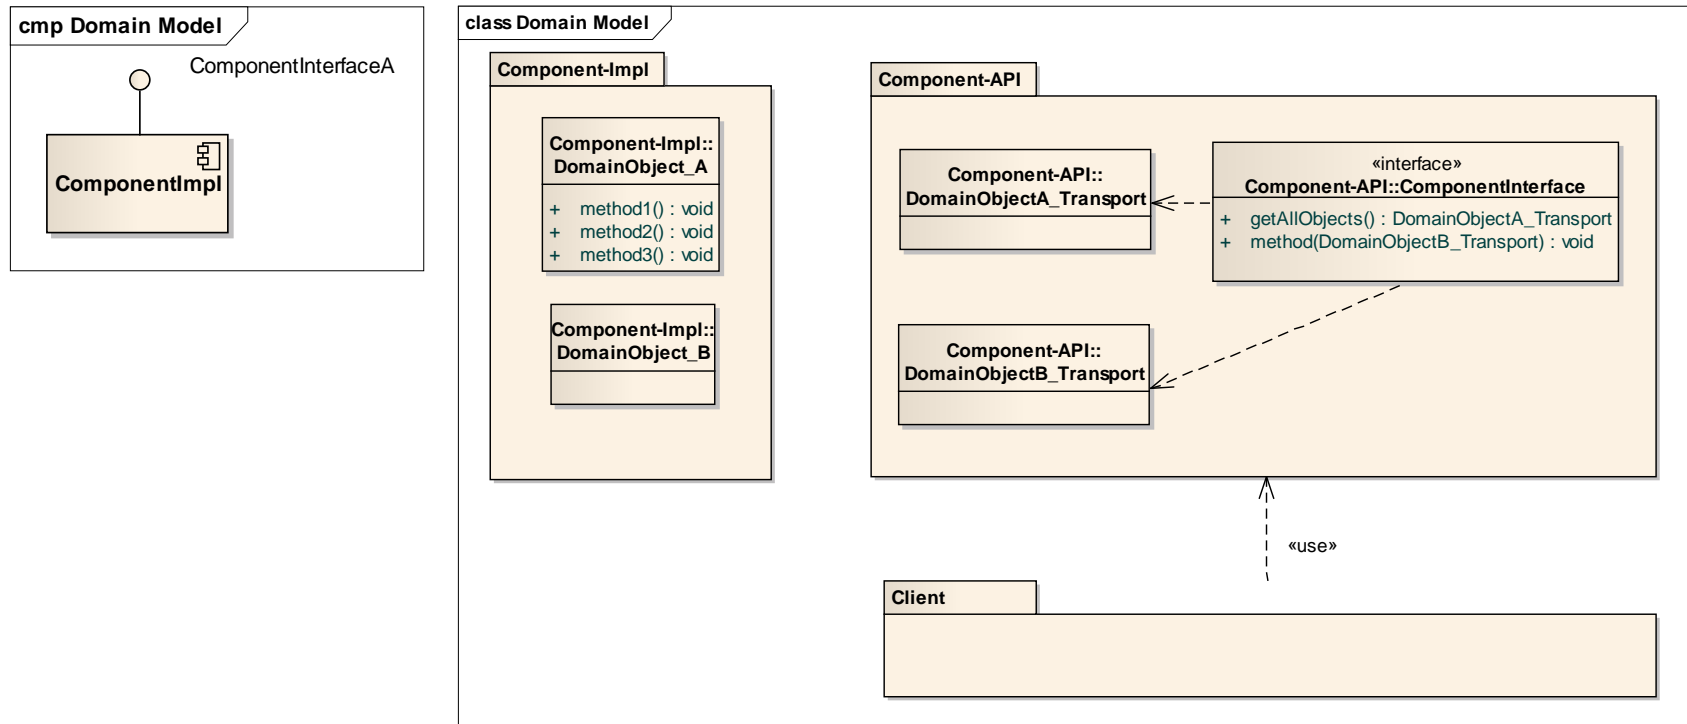 cmp Domain Model
ComponentInterfaceA
ComponentImpl
class Domain Model
Component-Impl
Component-Impl::
DomainObject_A
+ method1() : void
+ method2() : void
+ method3() : void
Component-Impl::
DomainObject_B
Component-API
Component-API::
DomainObjectA_Transport
«interface»
Component-API::ComponentInterface
+ getAllObjects() : DomainObjectA_Transport
+ method(DomainObjectB_Transport) : void
Component-API::
DomainObjectB_Transport
«use»
Client